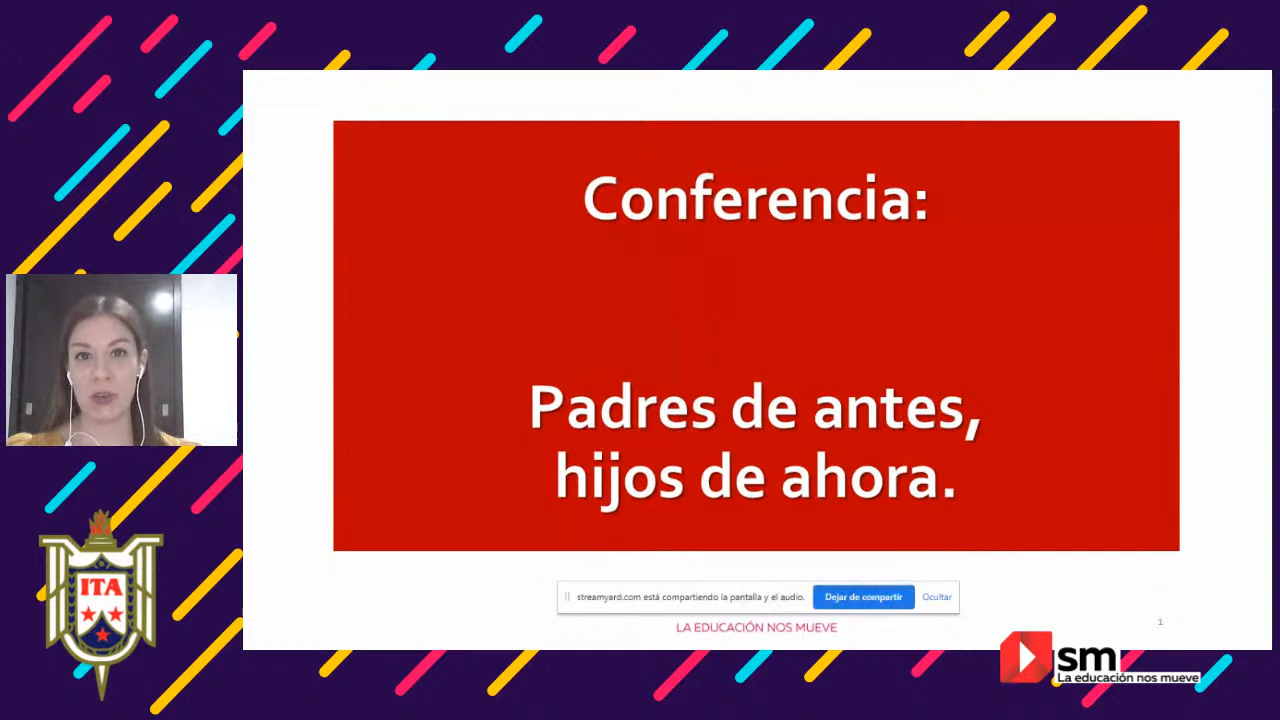 Conferencia:
Padres de antes,
hijos de ahora.
streamyard.com está compartiendo la pantalla y el audio.
Dejar de compartir
Ocultar
LA EDUCACIÓN NOS MUEVE
1
ITA
sm
La educación nos mueve